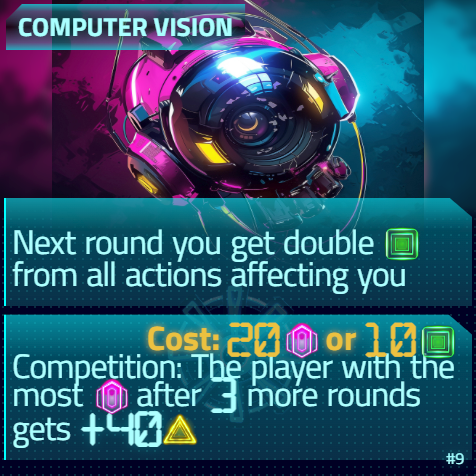 COMPUTER VISION
Next round you get double
from all actions affecting you
Cost: 20 or 10
Competition: The player with the
most after 3 more rounds
gets +40
#9